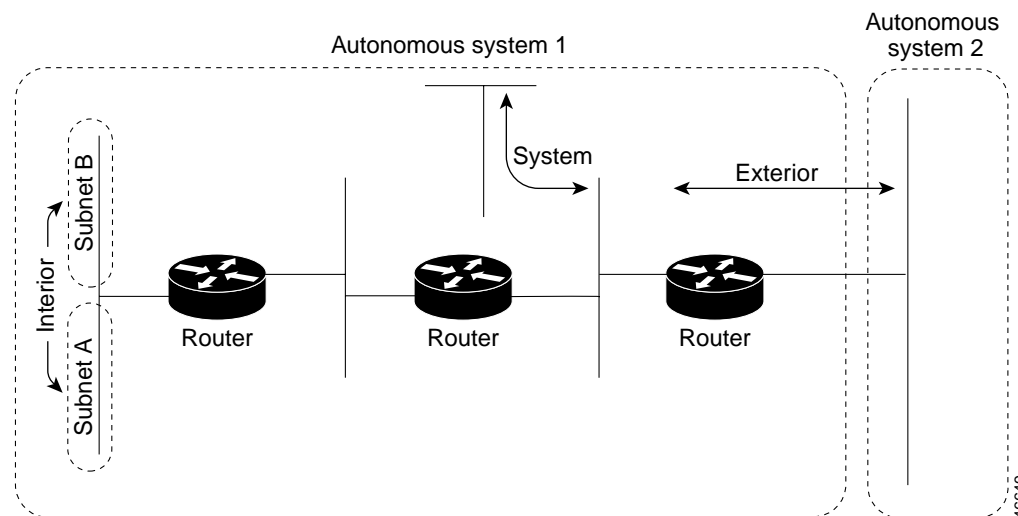 Autonomous system 1
Autonomous
system 2
System
Exterior
Subnet B
Interior
Subnet A
Router
Router
Router